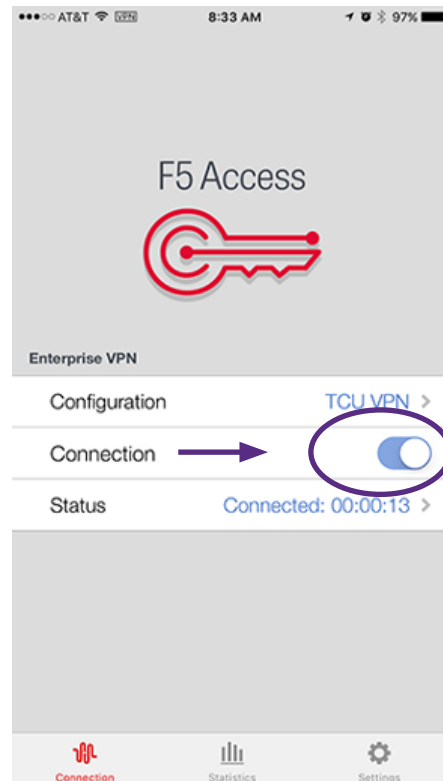 AT&T VPN 8:33 AM 97%
F5 Access
Enterprise VPN
Configuration TCU VPN >
Connection
Status Connected: 00:00:13 >
Connection Statistics Settings